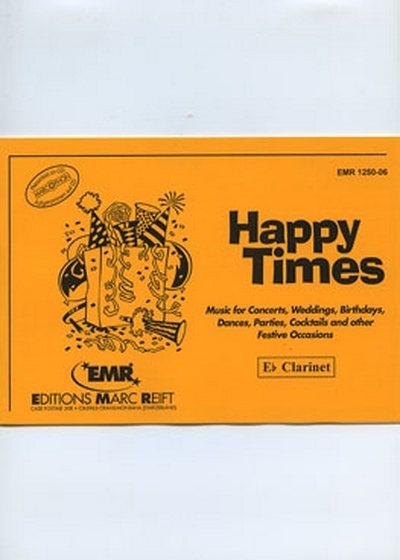 EMR 1250-06
Happy
Times
Music for Concerts, Weddings, Birthdays,
Dances, Parties, Cocktails and other
Festive Occasions
E♭ Clarinet
EMR
EDITIONS MARC REIFT